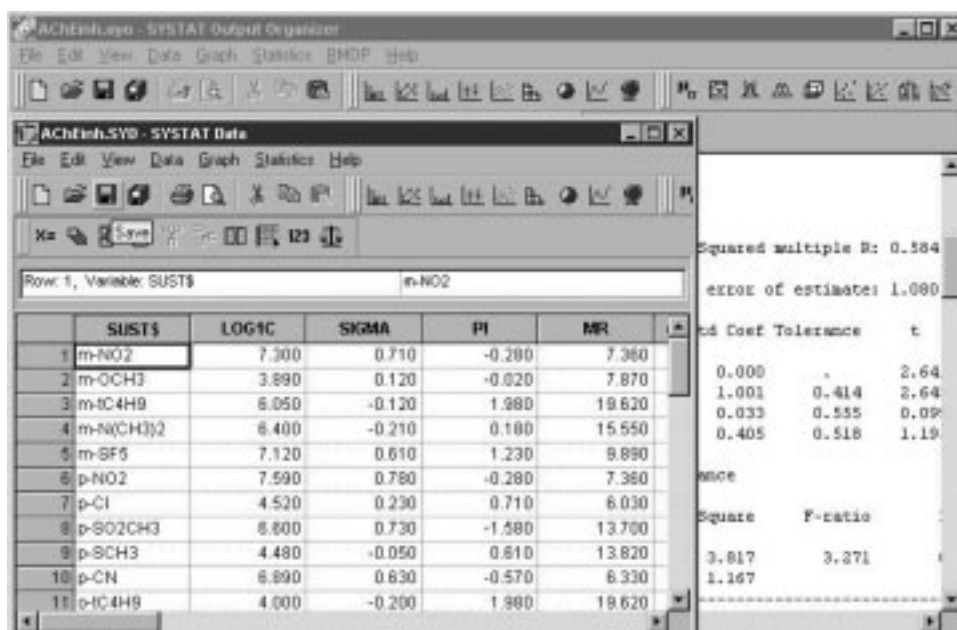 AChEinh.syo - SYSTAT Output Organizer
File Edit View Data Graph Statistics BMDP Help
AChEinh.SYD - SYSTAT Data
File Edit View Data Graph Statistics Help
X= Save 123
Row: 1, Variable: SUST$ m-NO2
SUST$ LOG1C SIGMA PI MR
1 m-NO2 7.300 0.710 -0.280 7.360
2 m-OCH3 3.890 0.120 -0.020 7.870
3 m-tC4H9 6.050 -0.120 1.980 19.620
4 m-N(CH3)2 6.400 -0.210 0.180 15.550
5 m-SF5 7.120 0.610 1.230 9.890
6 p-NO2 7.590 0.780 -0.280 7.360
7 p-Cl 4.520 0.230 0.710 6.030
8 p-SO2CH3 6.600 0.730 -1.580 13.700
9 p-SCH3 4.480 -0.050 0.610 13.820
10 p-CN 6.890 0.630 -0.570 6.330
11 4.000 -0.200 1.980 19.620
Squared multiple R: 0.584
error of estimate: 1.080
td Coef Tolerance t
0.000 . 2.64
1.001 0.414 2.64
0.033 0.555 0.09
0.405 0.518 1.19
ance
Square F-ratio
3.817 3.271
1.167